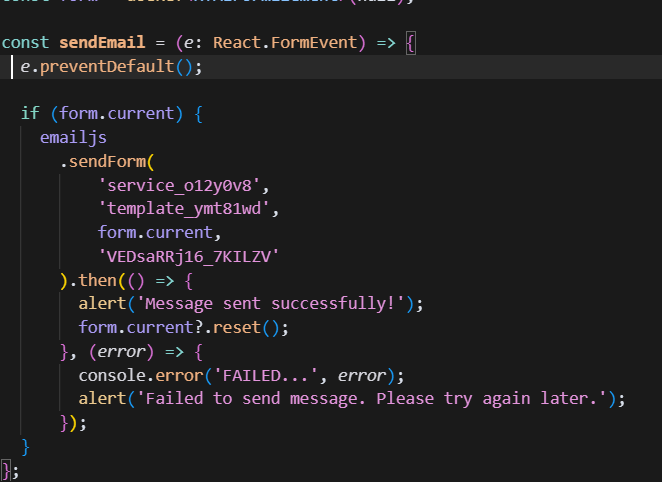 const sendEmail = (e: React.FormEvent) => {
e.preventDefault();
if (form.current) {
emailjs
.sendForm(
'service_o12y0v8',
'template_ymt81wd',
form.current,
'VEDsaRRj16_7KILZV'
).then(() => {
alert('Message sent successfully!');
form.current?.reset();
}, (error) => {
console.error('FAILED...', error);
alert('Failed to send message. Please try again later.');
});
}
};